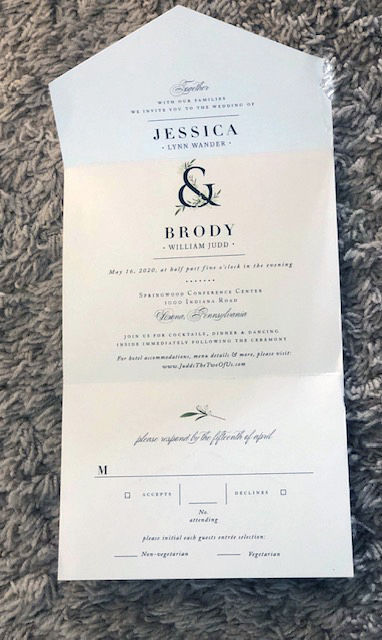 Together
WITH OUR FAMILIES
WE INVITE YOU TO THE WEDDING OF
JESSICA
· LYNN WANDER ·
&
BRODY
· WILLIAM JUDD ·
May 16, 2020, at half past five o'clock in the evening
SPRINGWOOD CONFERENCE CENTER
1000 INDIANA ROAD
Verona, Pennsylvania
JOIN US FOR COCKTAILS, DINNER & DANCING
INSIDE IMMEDIATELY FOLLOWING THE CEREMONY
For hotel accommodations, menu details & more, please visit:
www.JuddsTheTwoOfUs.com
please respond by the fifteenth of april
M
ACCEPTS DECLINES
No.
attending
please initial each guests entrée selection:
Non-vegetarian Vegetarian